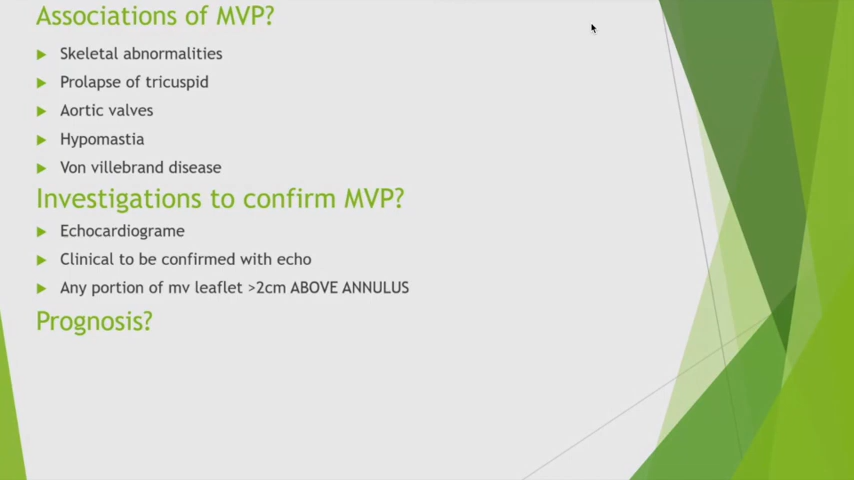 Associations of MVP?
Skeletal abnormalities
Prolapse of tricuspid
Aortic valves
Hypomastia
Von villebrand disease
Investigations to confirm MVP?
Echocardiograme
Clinical to be confirmed with echo
Any portion of mv leaflet >2cm ABOVE ANNULUS
Prognosis?